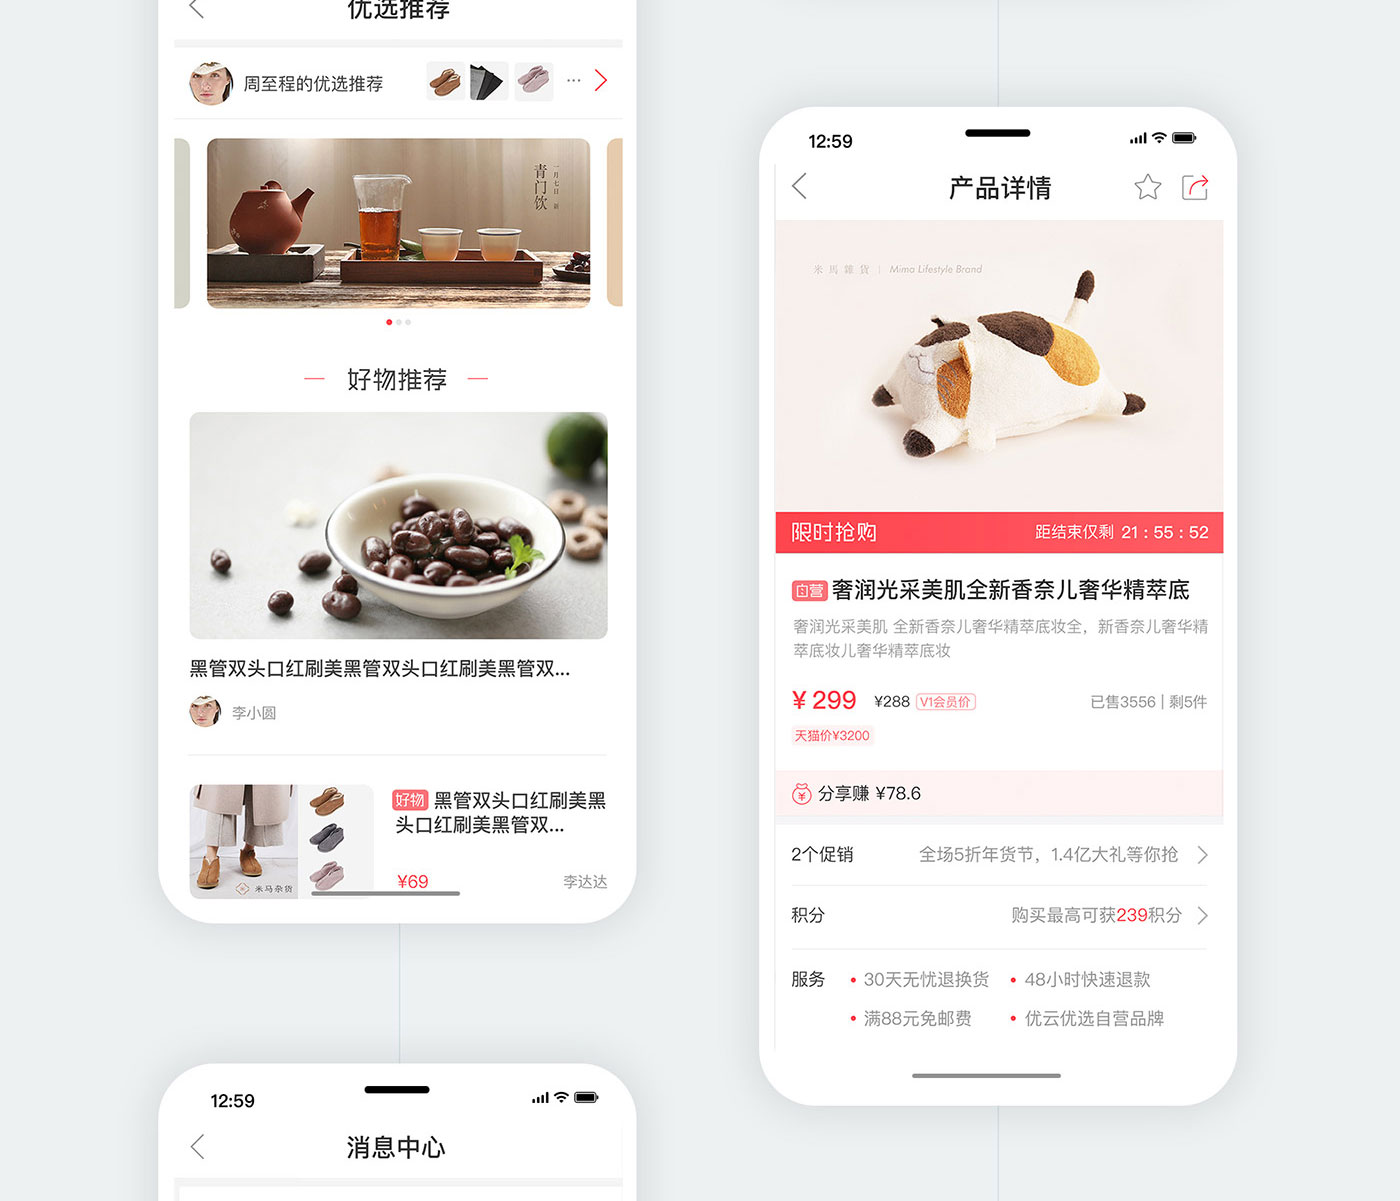 优选推荐
周至程的优选推荐
青门饮
一月七日
好物推荐
黑管双头口红刷美黑管双头口红刷美黑管双...
李小圆
好物 黑管双头口红刷美黑
头口红刷美黑管双...
米马杂货
¥69
李达达
12:59
消息中心
12:59
产品详情
米馬雜貨 | Mima Lifestyle Brand
限时抢购 距结束仅剩 21 : 55 : 52
自营 奢润光采美肌全新香奈儿奢华精萃底
奢润光采美肌 全新香奈儿奢华精萃底妆全，新香奈儿奢华精
萃底妆儿奢华精萃底妆
¥ 299 ¥288 V1会员价 已售3556 | 剩5件
天猫价¥3200
分享赚 ¥78.6
2个促销 全场5折年货节，1.4亿大礼等你抢
积分 购买最高可获239积分
服务 • 30天无忧退换货 • 48小时快速退款
• 满88元免邮费 • 优云优选自营品牌